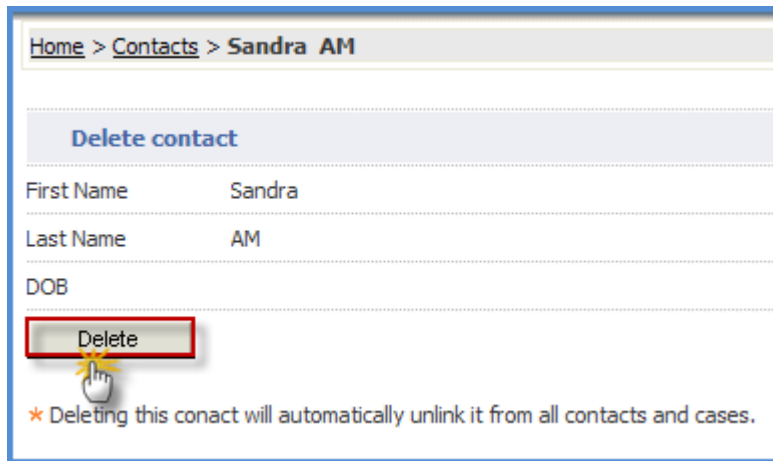 Home > Contacts > Sandra AM
Delete contact
First Name Sandra
Last Name AM
DOB
Delete
* Deleting this conact will automatically unlink it from all contacts and cases.